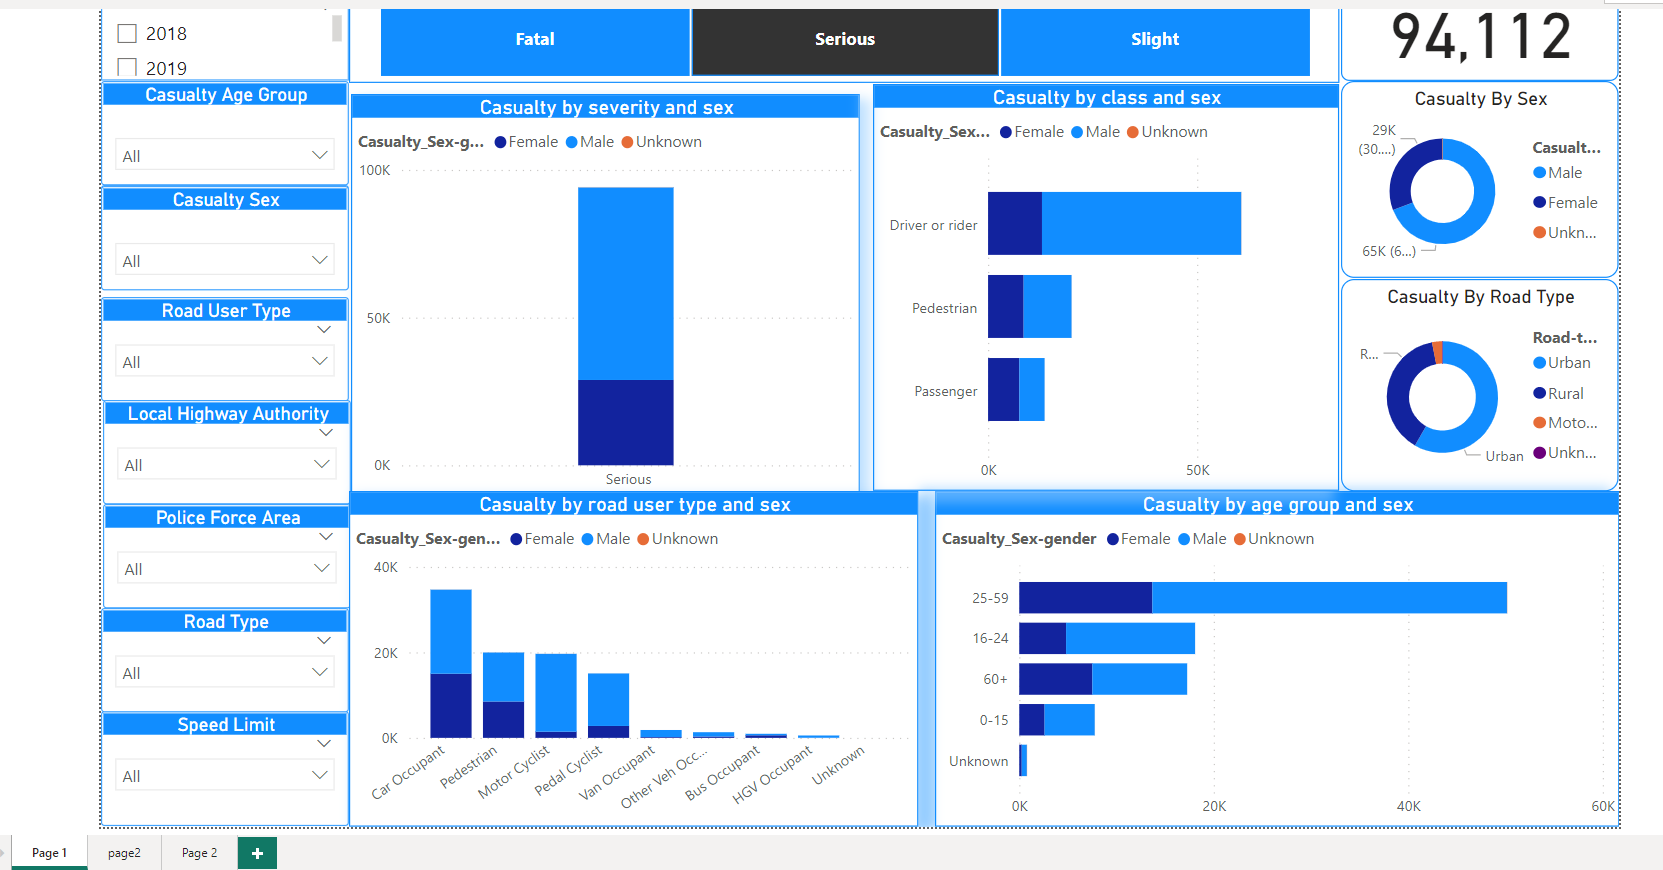 2018
2019
Fatal
Serious
Slight
94,112
Casualty Age Group
All
Casualty Sex
All
Road User Type
All
Local Highway Authority
All
Police Force Area
All
Road Type
All
Speed Limit
All
Casualty by severity and sex
Casualty_Sex-g... Female Male Unknown
100K
50K
0K
Serious
Casualty by class and sex
Casualty_Sex... Female Male Unknown
Driver or rider
Pedestrian
Passenger
0K 50K
Casualty By Sex
29K
(30....)
65K (6...)
Casualt...
Male
Female
Unkn...
Casualty By Road Type
R...
Urban
Road-t...
Urban
Rural
Moto...
Unkn...
Casualty by road user type and sex
Casualty_Sex-gen... Female Male Unknown
40K
20K
0K
Car Occupant
Pedestrian
Motor Cyclist
Pedal Cyclist
Van Occupant
Other Veh Occ...
Bus Occupant
HGV Occupant
Unknown
Casualty by age group and sex
Casualty_Sex-gender Female Male Unknown
25-59
16-24
60+
0-15
Unknown
0K 20K 40K 60K
Page 1 page2 Page 2 +